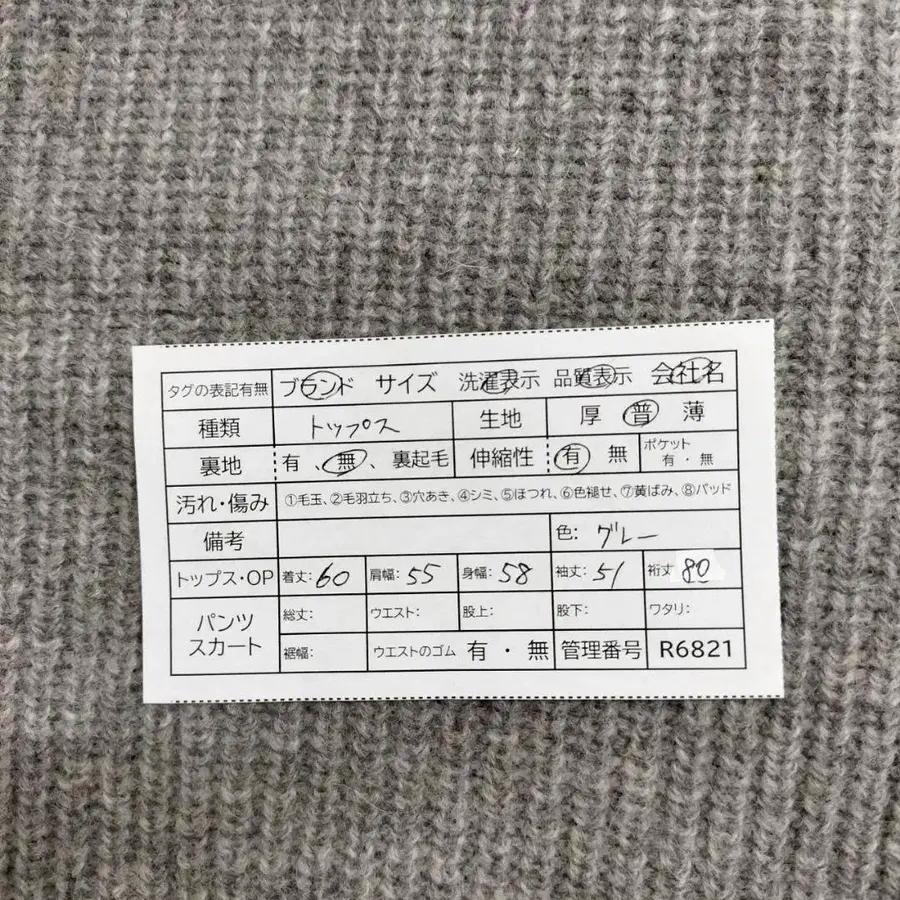 タグの表記有無 ブランド サイズ 洗濯表示 品質表示 会社名
種類 トップス 生地 厚 普 薄
裏地 有、無、裏起毛 伸縮性 有 無 ポケット 有・無
汚れ・傷み ①毛玉、②毛羽立ち、③穴あき、④シミ、⑤ほつれ、⑥色褪せ、⑦黄ばみ、⑧パッド
備考 色: グレー
トップス・OP 着丈: 60 肩幅: 55 身幅: 58 袖丈: 51 裄丈 80
パンツ スカート 総丈: ウエスト: 股上: 股下: ワタリ:
裾幅: ウエストのゴム 有・無 管理番号 R6821